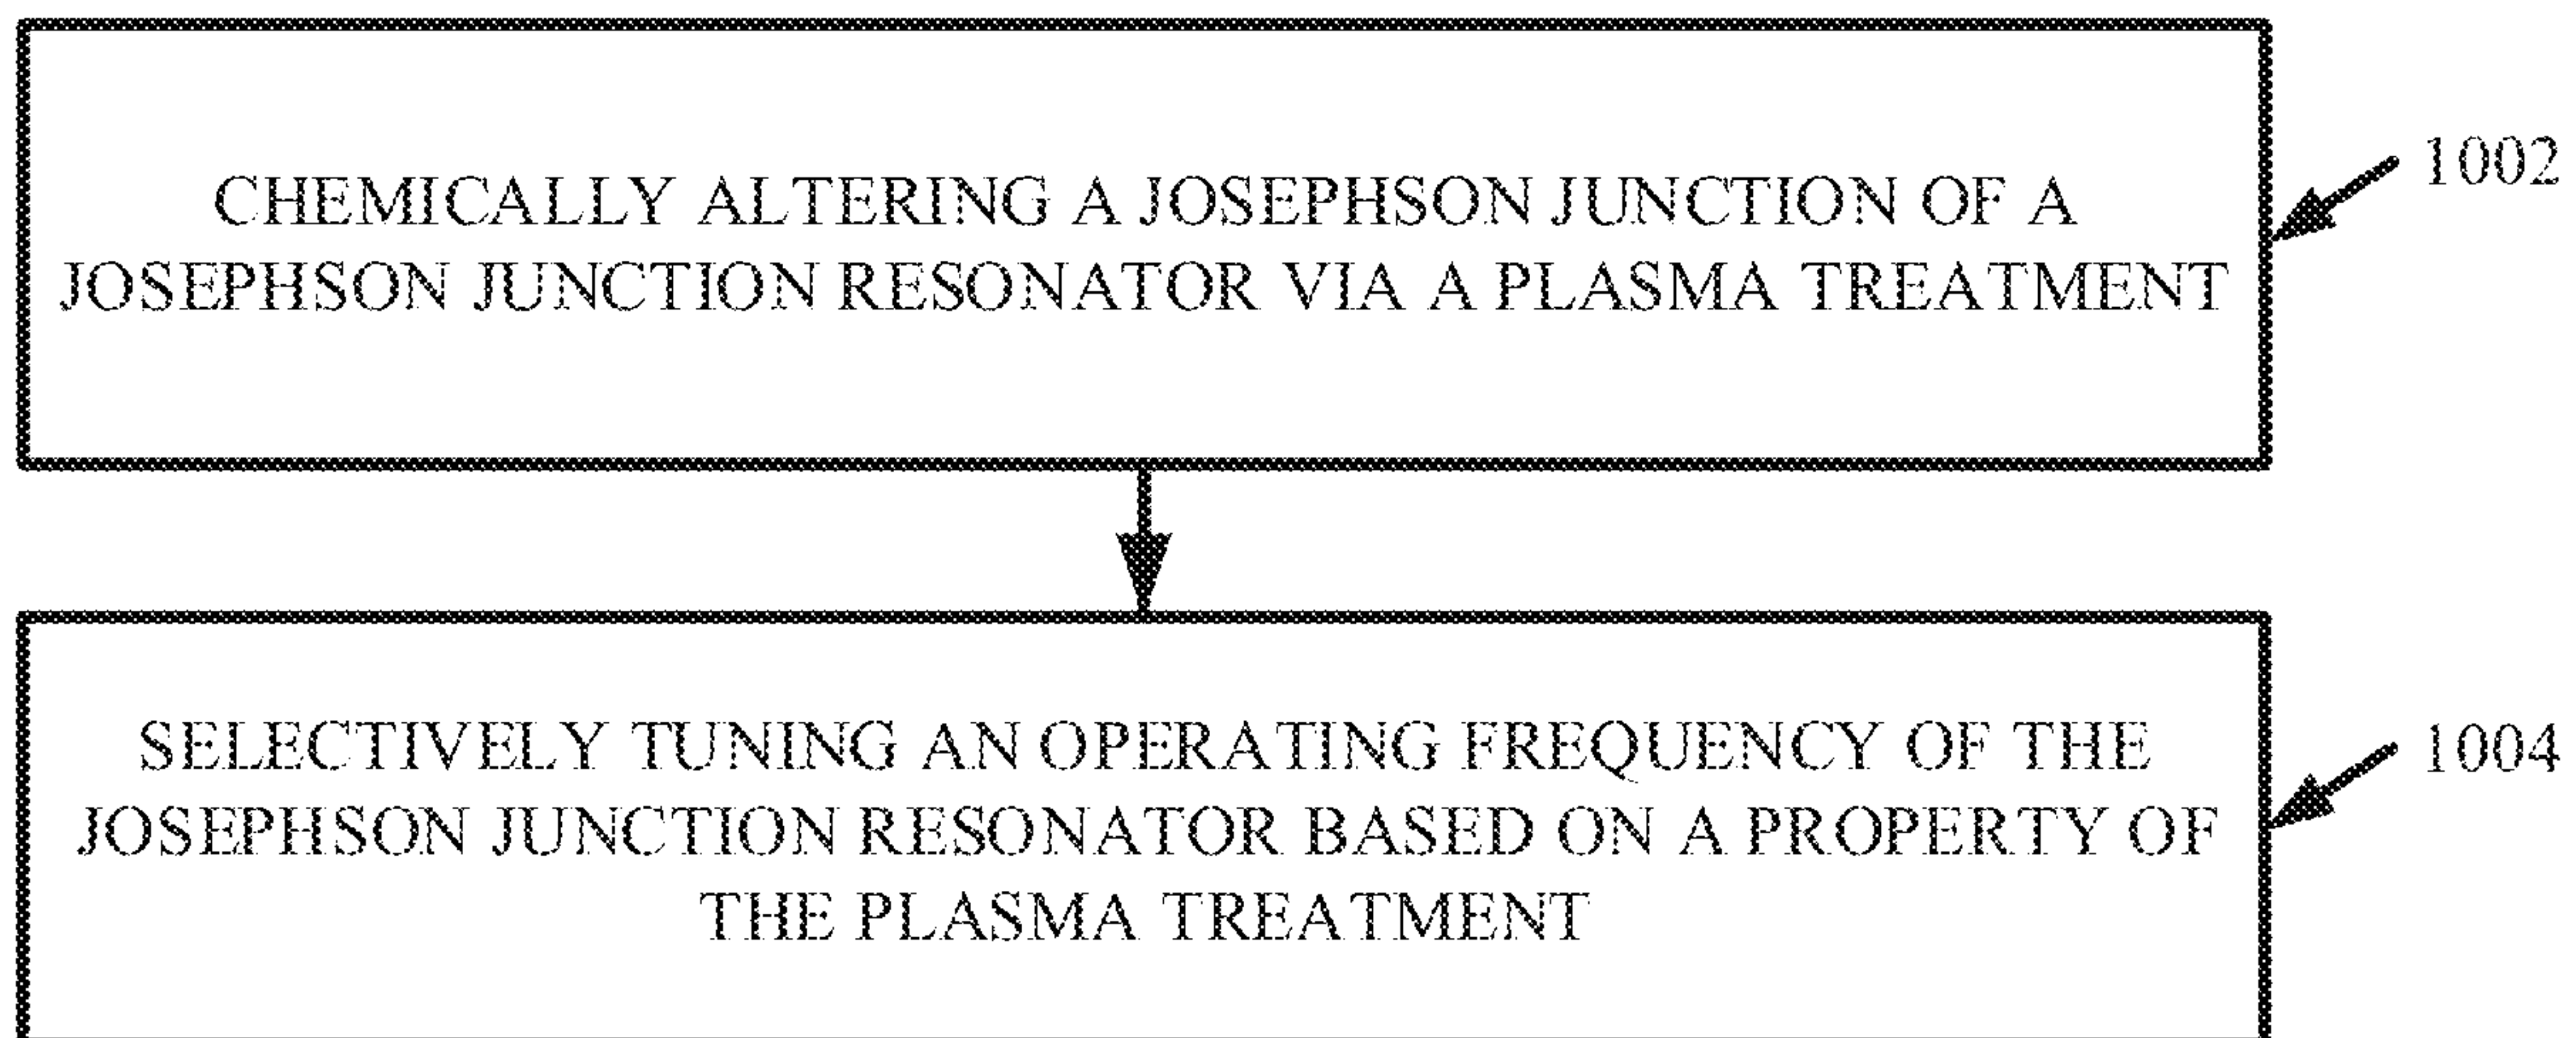 CHEMICALLY ALTERING A JOSEPHSON JUNCTION OF A
JOSEPHSON JUNCTION RESONATOR VIA A PLASMA TREATMENT
1002
SELECTIVELY TUNING AN OPERATING FREQUENCY OF THE
JOSEPHSON JUNCTION RESONATOR BASED ON A PROPERTY OF
THE PLASMA TREATMENT
1004